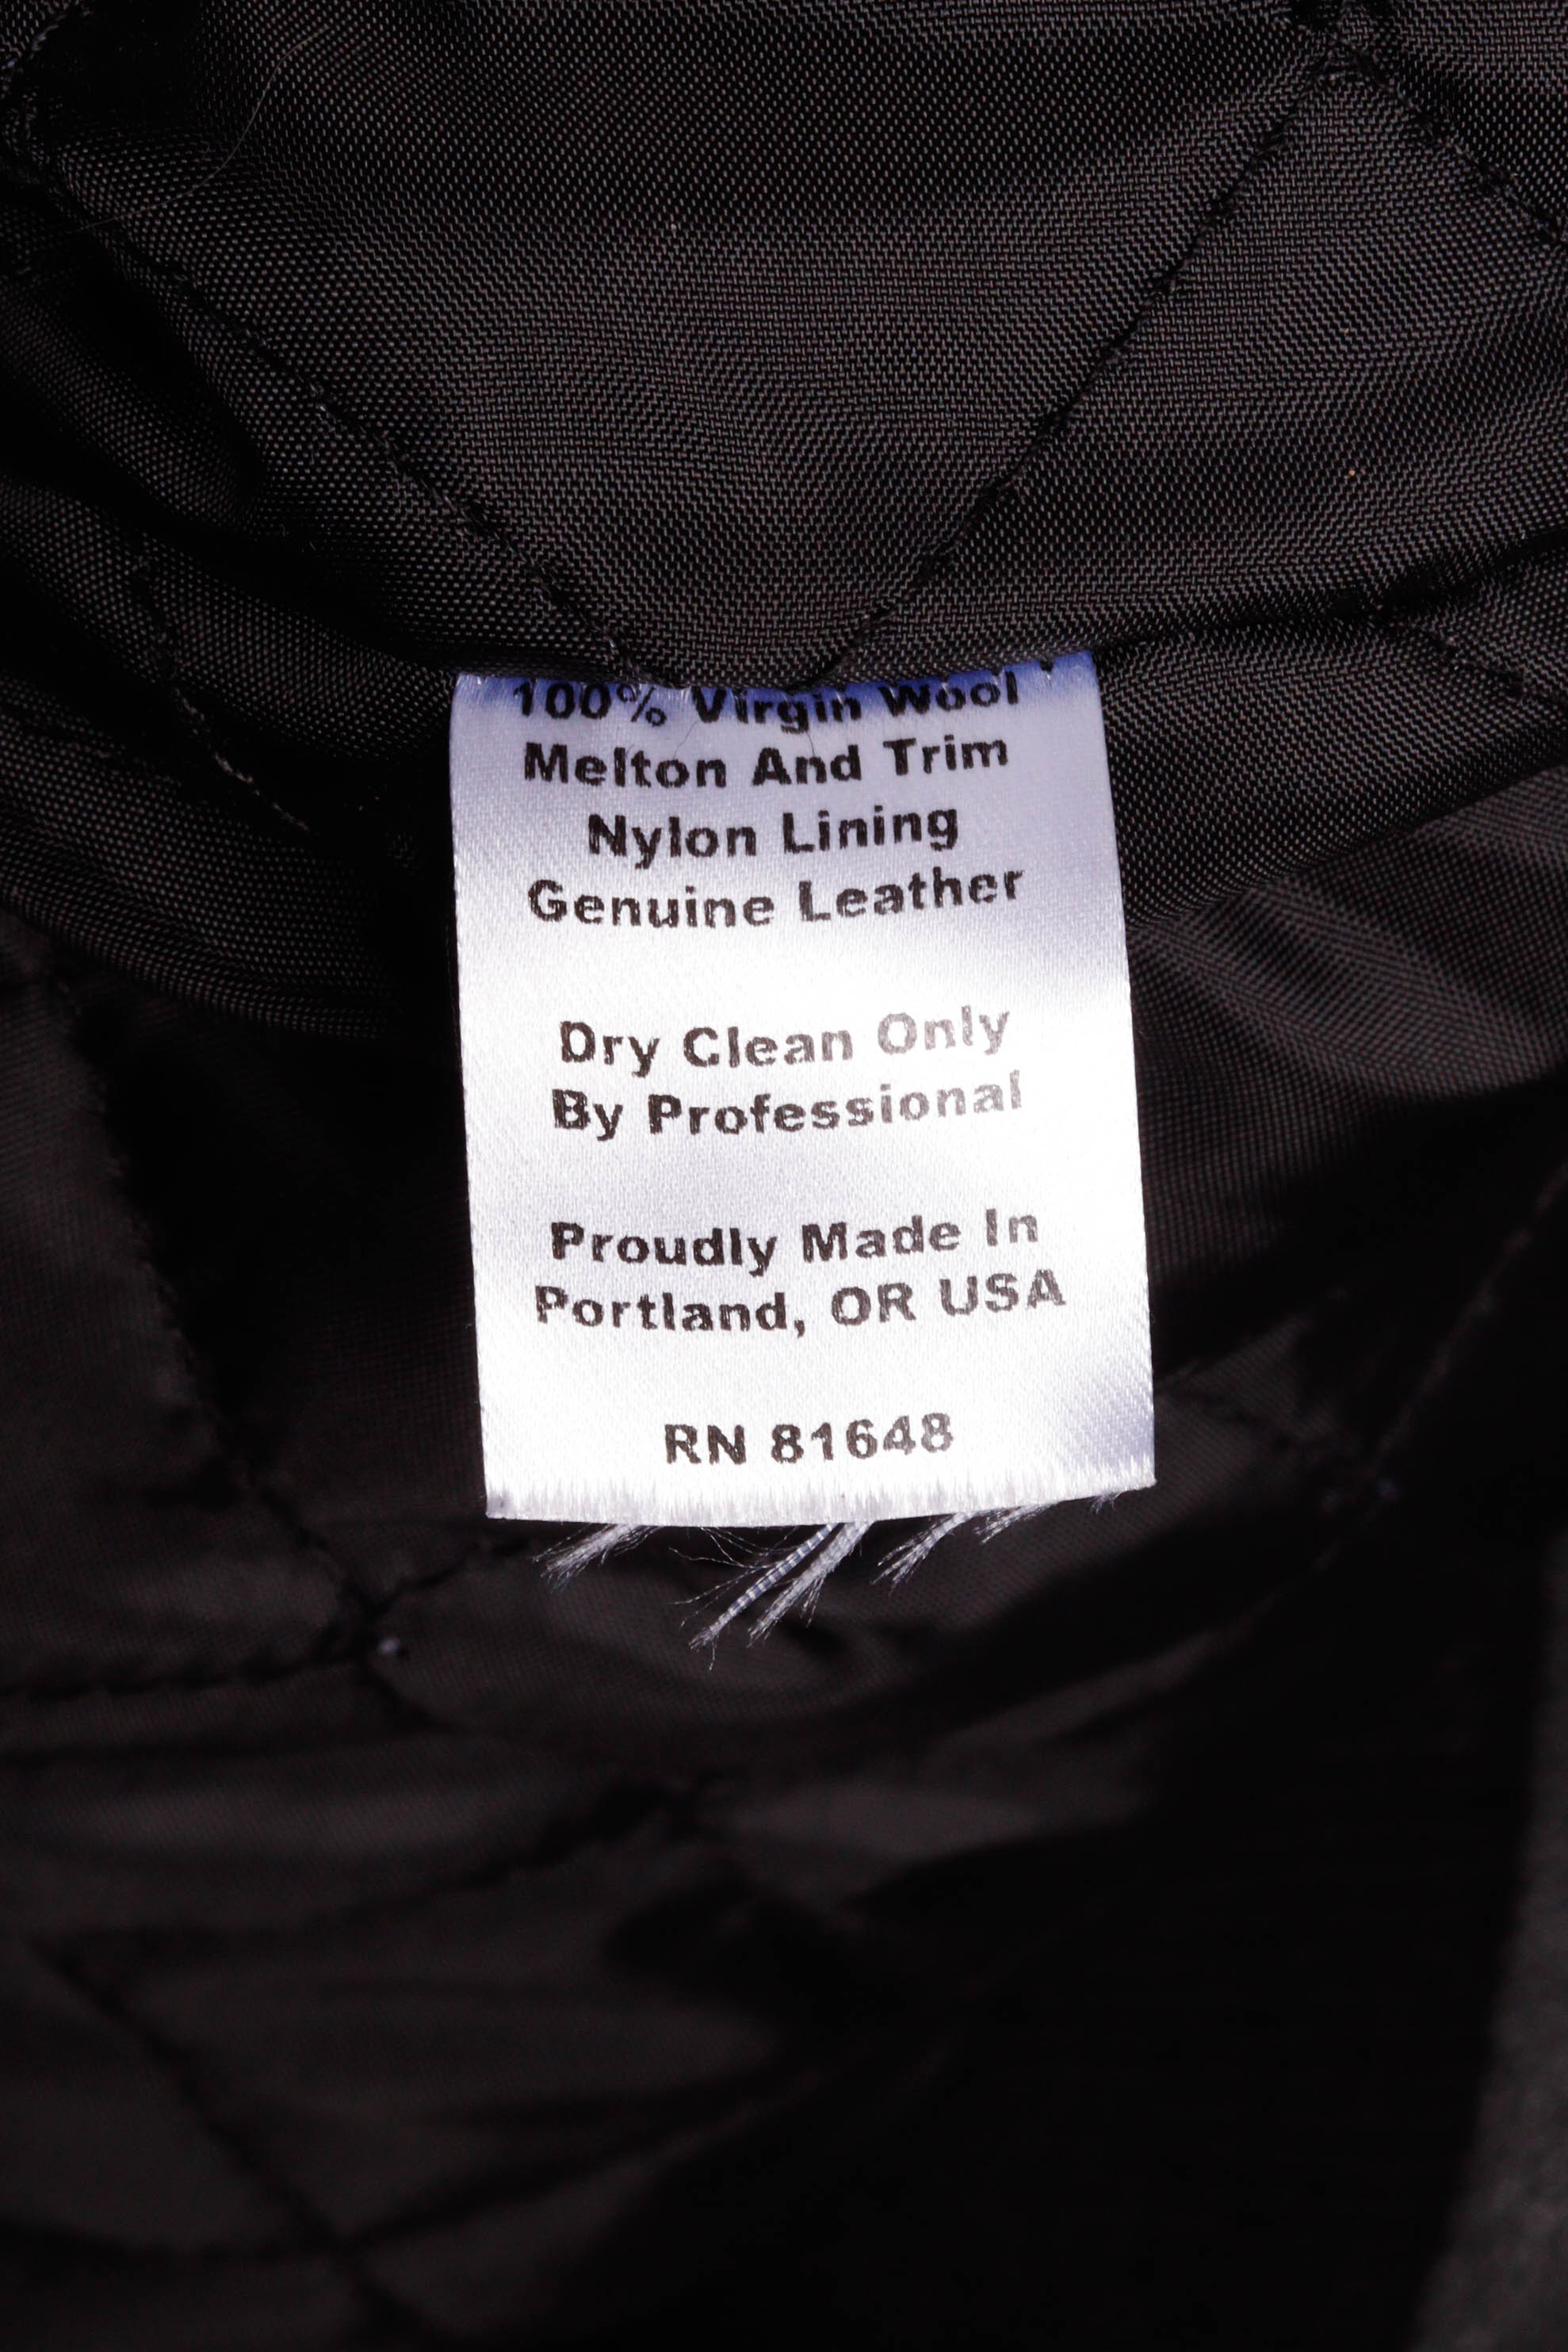 100% Virgin Wool
Melton And Trim
Nylon Lining
Genuine Leather
Dry Clean Only
By Professional
Proudly Made In
Portland, OR USA
RN 81648